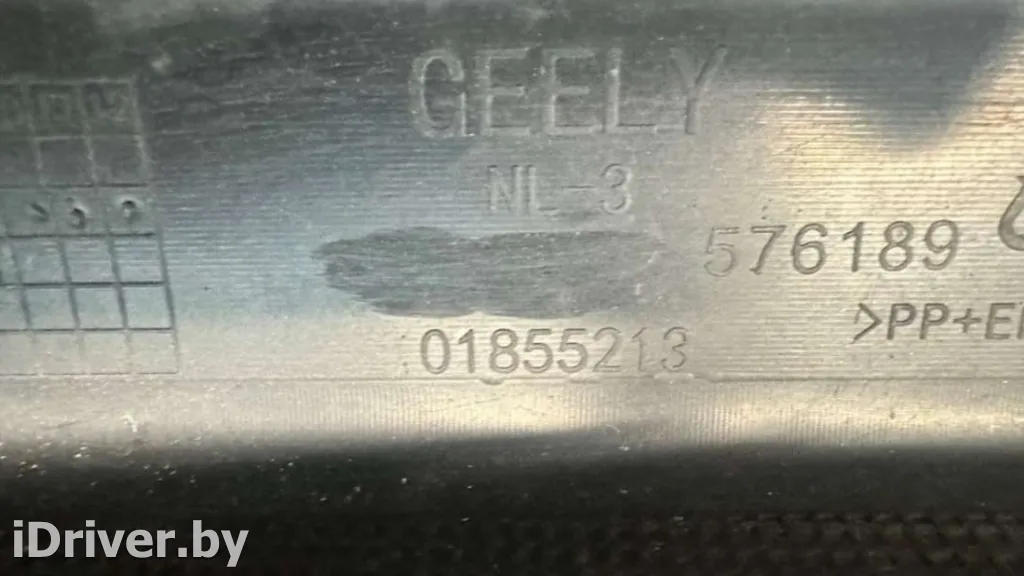 GEELY
NL-3
576189
01855213
>PP+E
iDriver.by